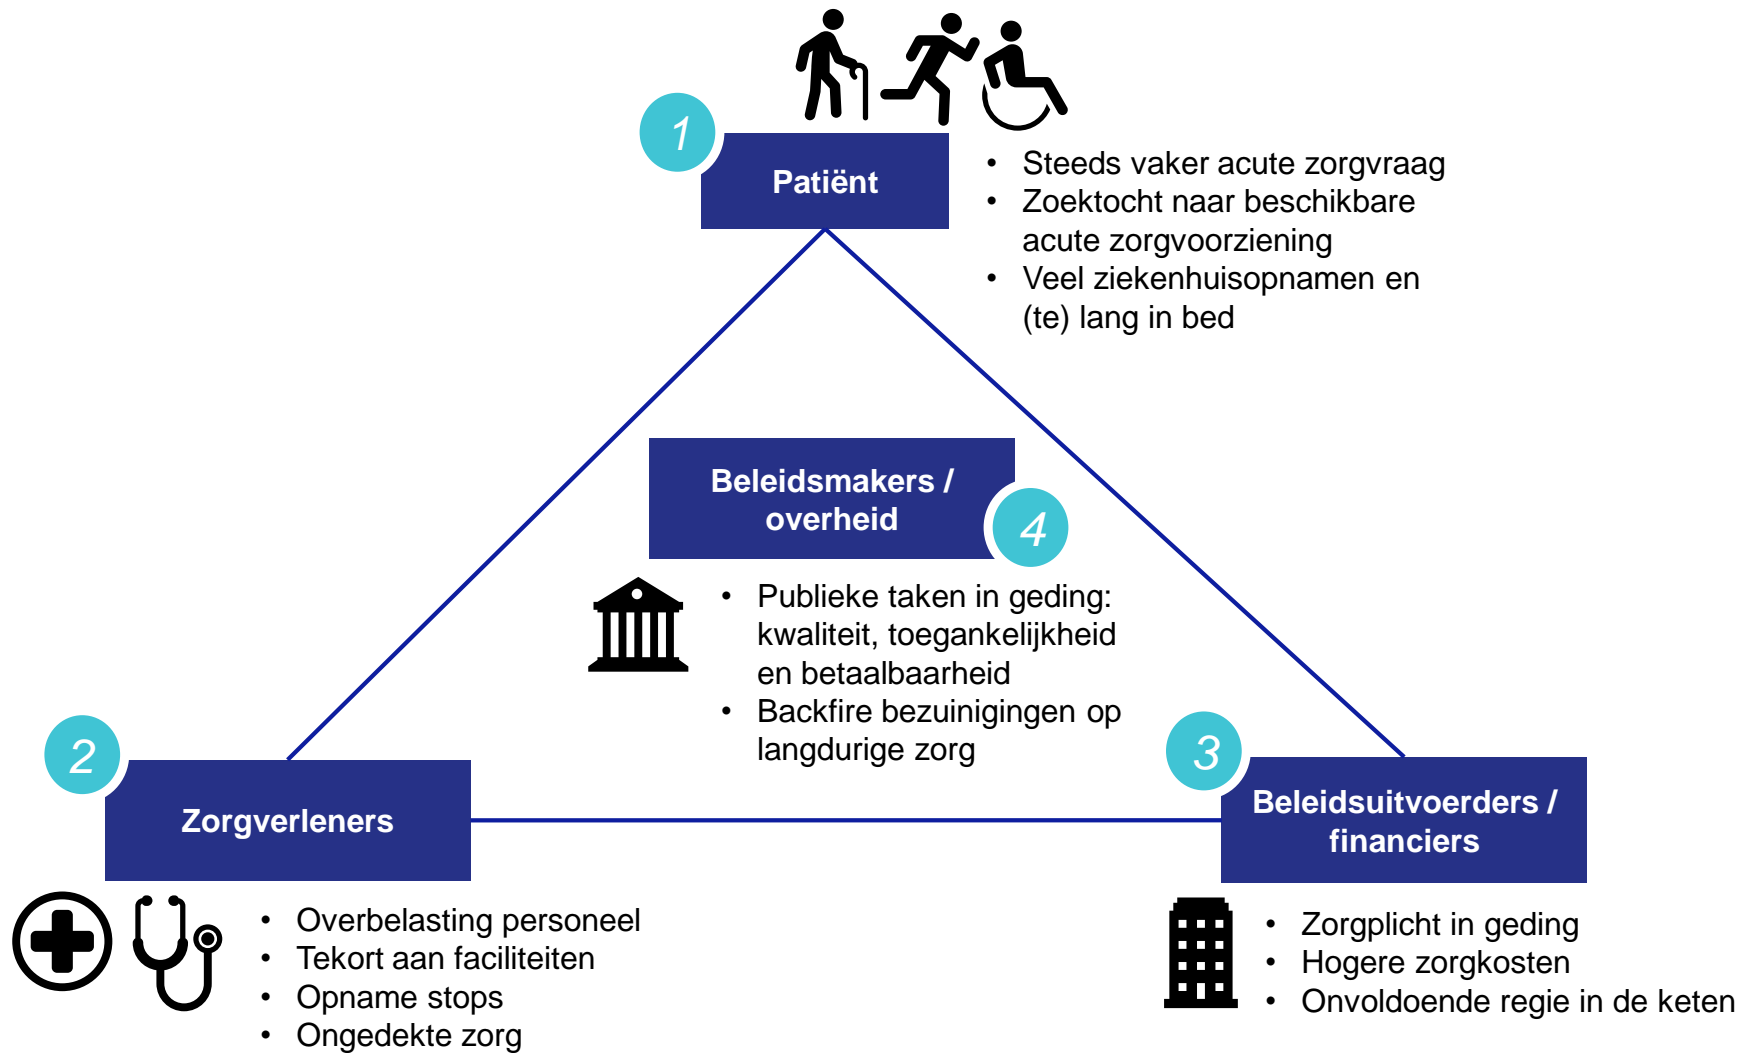 1
Patiënt
• Steeds vaker acute zorgvraag
• Zoektocht naar beschikbare
acute zorgvoorziening
• Veel ziekenhuisopnamen en
(te) lang in bed
Beleidsmakers /
overheid
4
• Publieke taken in geding:
kwaliteit, toegankelijkheid
en betaalbaarheid
• Backfire bezuinigingen op
langdurige zorg
2
Zorgverleners
• Overbelasting personeel
• Tekort aan faciliteiten
• Opname stops
• Ongedekte zorg
3
Beleidsuitvoerders /
financiers
• Zorgplicht in geding
• Hogere zorgkosten
• Onvoldoende regie in de keten